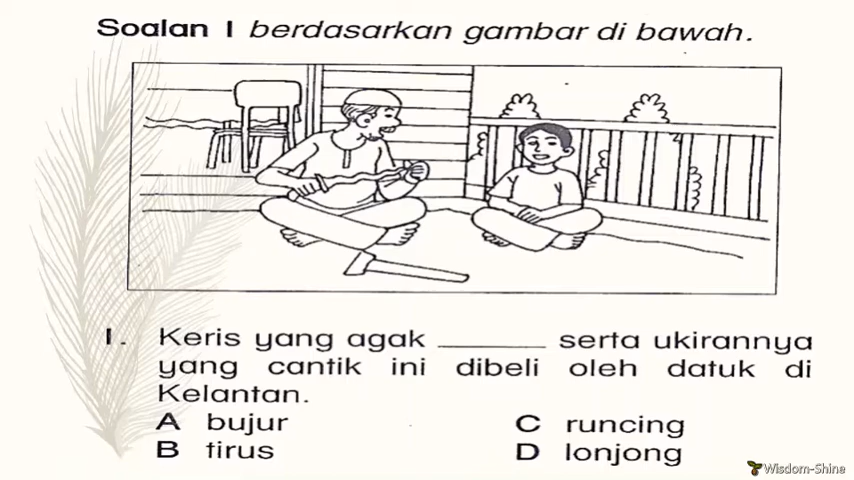 Soalan 1 berdasarkan gambar di bawah.
1. Keris yang agak ________ serta ukirannya
yang cantik ini dibeli oleh datuk di
Kelantan.
A bujur C runcing
B tirus D lonjong
Wisdom-Shine